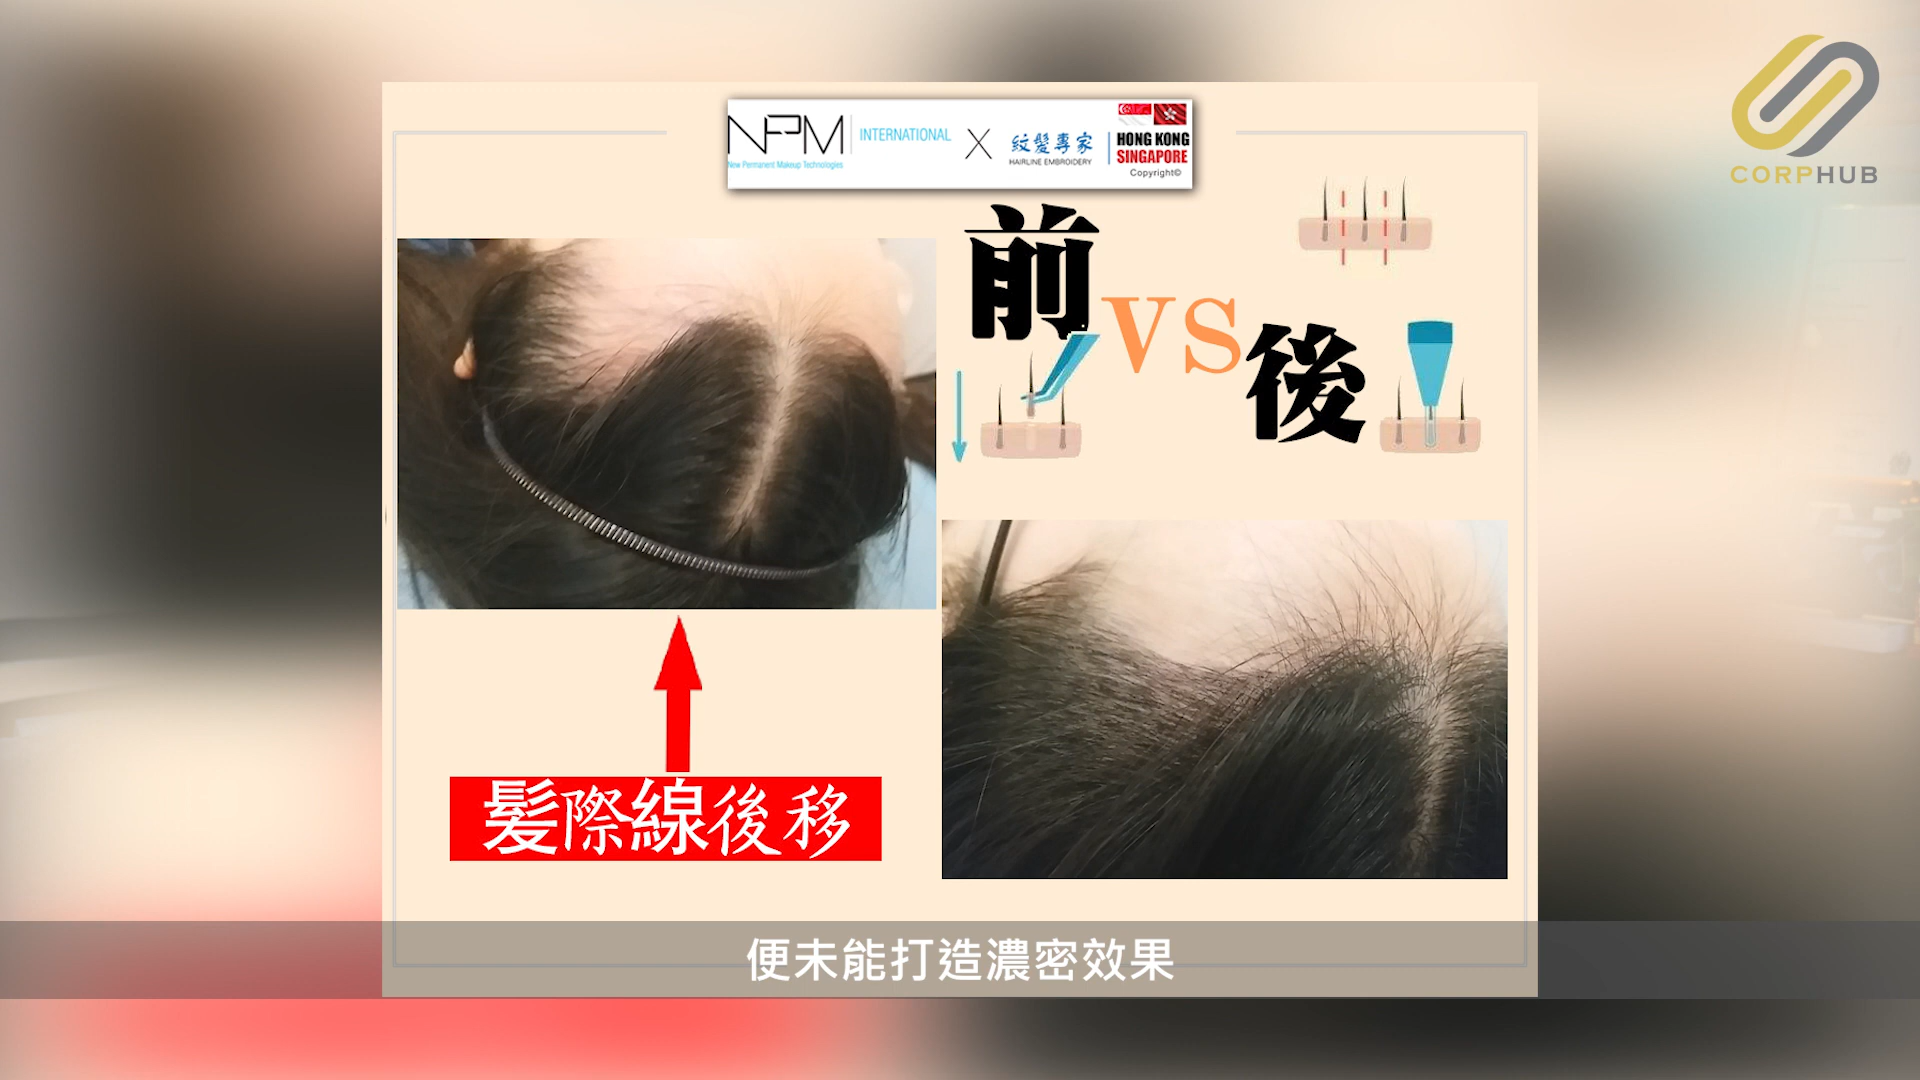 NPM INTERNATIONAL
New Permanent Makeup Technologies
X
紋髮專家
HAIRLINE EMBROIDERY
HONG KONG
SINGAPORE
Copyright©
CORPHUB
前
VS
後
髮際線後移
便未能打造濃密效果